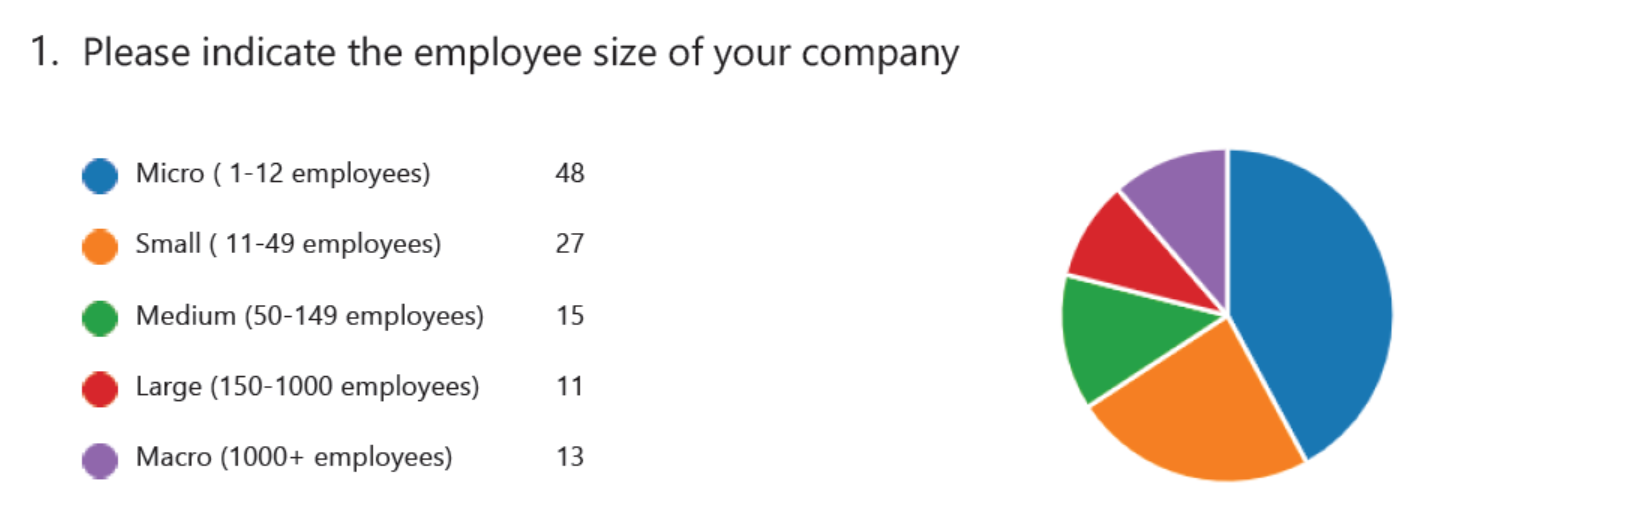 1. Please indicate the employee size of your company
Micro ( 1-12 employees) 48
Small ( 11-49 employees) 27
Medium (50-149 employees) 15
Large (150-1000 employees) 11
Macro (1000+ employees) 13